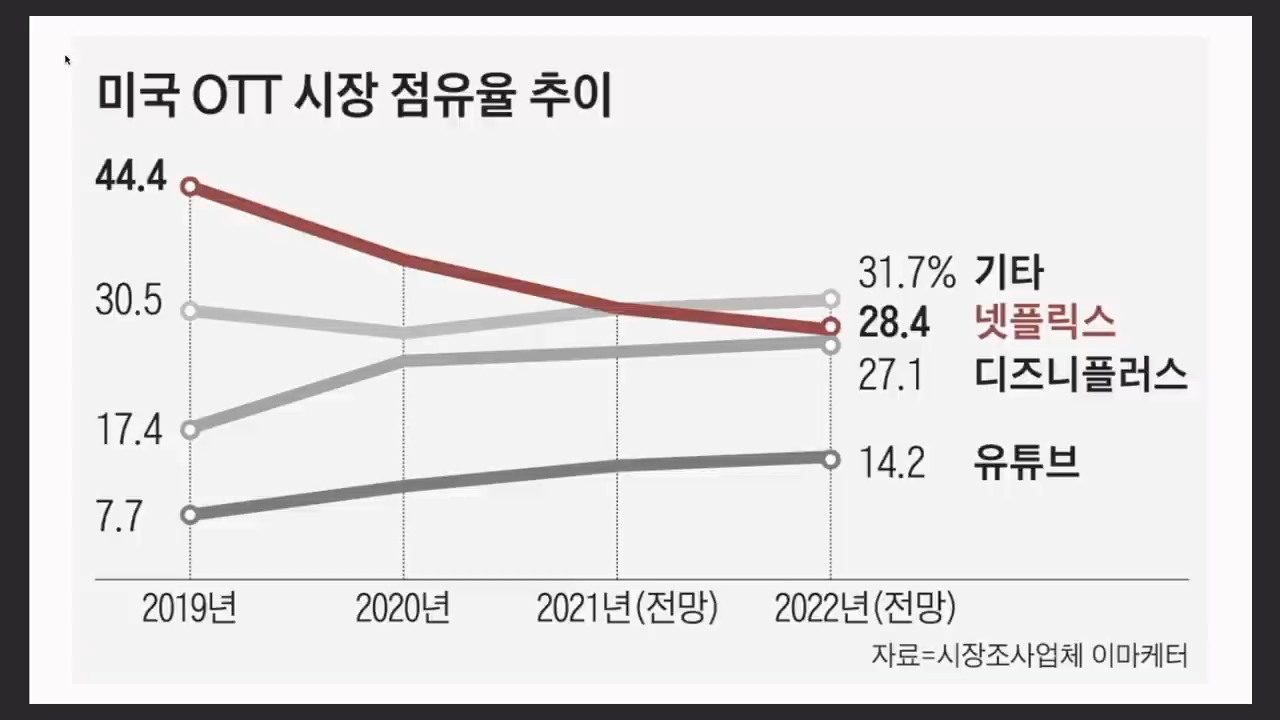 미국 OTT 시장 점유율 추이
44.4
30.5
17.4
7.7
31.7% 기타
28.4 넷플릭스
27.1 디즈니플러스
14.2 유튜브
2019년 2020년 2021년(전망) 2022년(전망)
자료=시장조사업체 이마케터